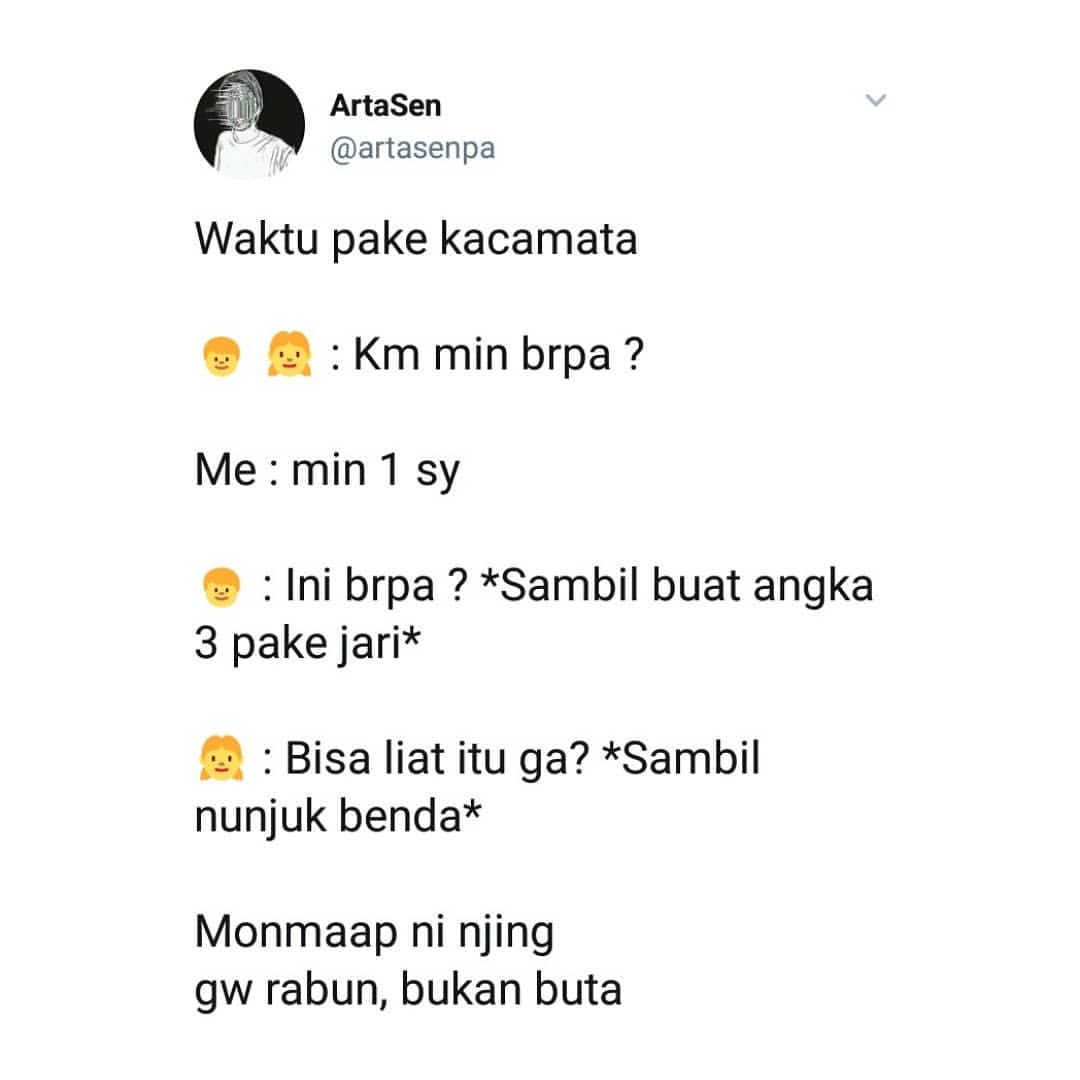 ArtaSen
@artasenpa
Waktu pake kacamata
👦 👧 : Km min brpa ?
Me : min 1 sy
👦 : Ini brpa ? *Sambil buat angka
3 pake jari*
👧 : Bisa liat itu ga? *Sambil
nunjuk benda*
Monmaap ni njing
gw rabun, bukan buta